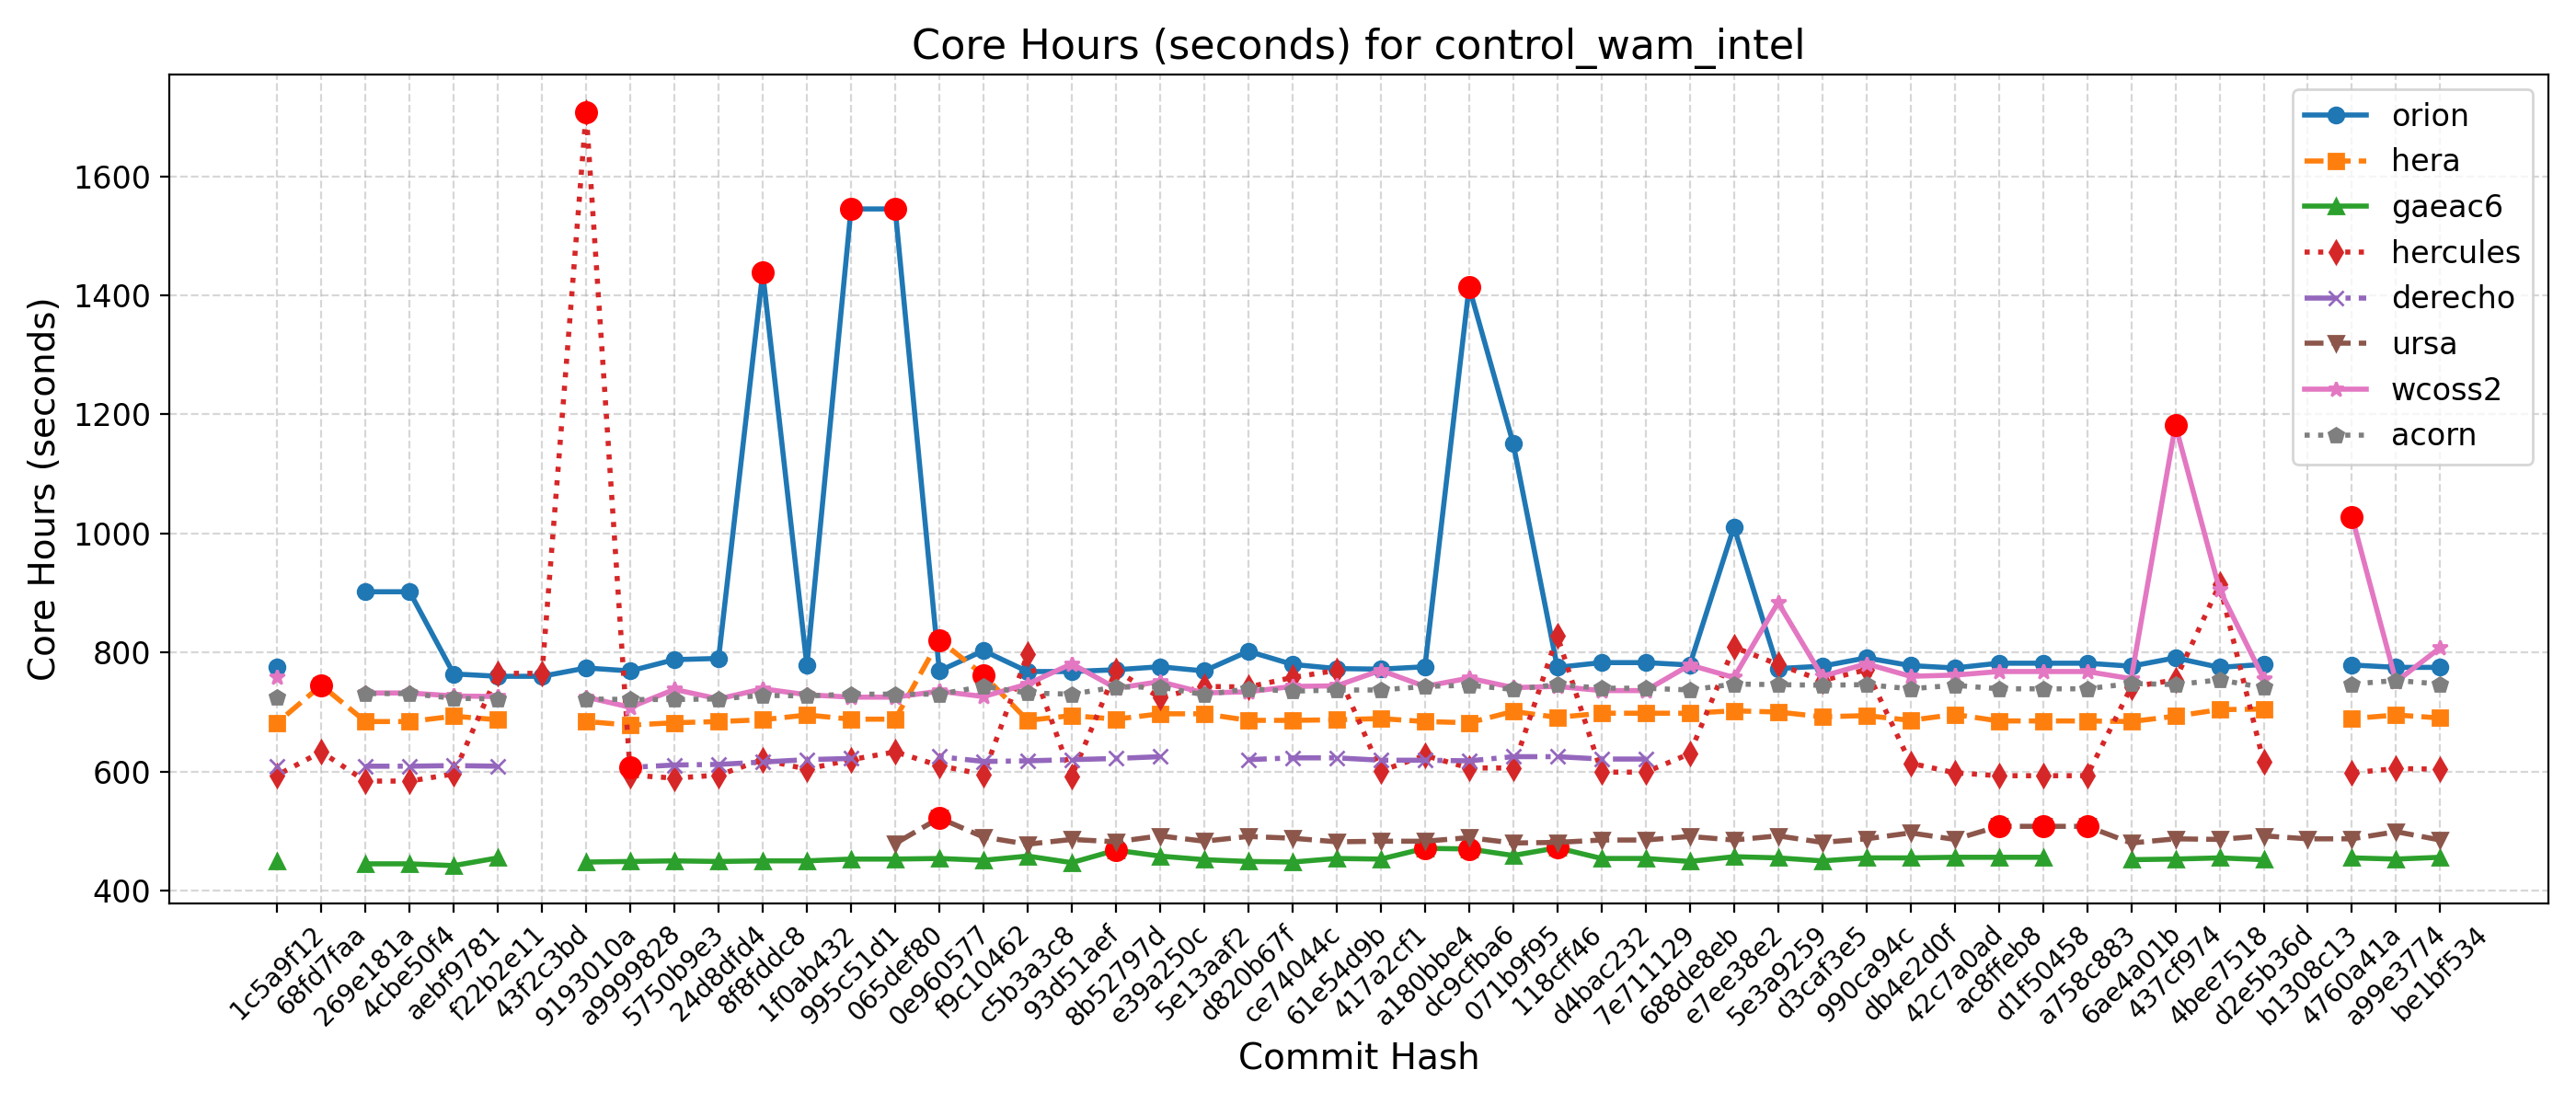 Core Hours (seconds) for control_wam_intel
Core Hours (seconds)
1600
1400
1200
1000
800
600
400
orion
hera
gaeac6
hercules
derecho
ursa
wcoss2
acorn
1c5a9f12
68fd7faa
269e181a
4cbe50f4
aebf9781
f22b2e11
43f2c3bd
9193010a
a9999828
5750b9e3
24d8dfd4
8f8fddc8
1f0ab432
995c51d1
065def80
0e960577
f9c10462
c5b3a3c8
93d51aef
8b52797d
e39a250c
5e13aaf2
d820b67f
ce74044c
61e54d9b
417a2cf1
a180bbe4
dc9cfba6
071b9f95
118cff46
d4bac232
7e711129
688de8eb
e7ee38e2
5e3a9259
d3caf3e5
990ca94c
db4e2d0f
42c7a0ad
ac8ffeb8
d1f50458
a758c883
6ae4a01b
437cf974
4bee7518
d2e5b36d
b1308c13
4760a41a
a99e3774
be1bf534
Commit Hash